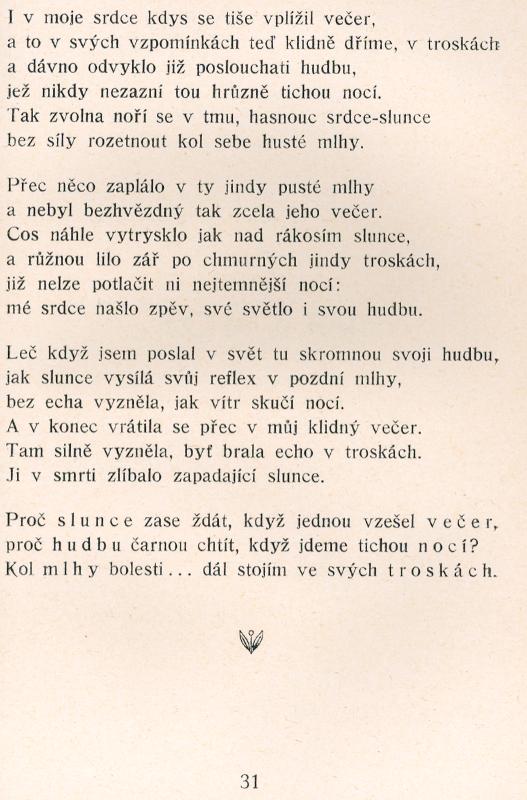 I v moje srdce kdys se tiše vplížil večer,
a to v svých vzpomínkách teď klidně dříme, v troskách
a dávno odvyklo již poslouchati hudbu,
jež nikdy nezazní tou hrůzně tichou nocí.
Tak zvolna noří se v tmu, hasnouc srdce-slunce
bez síly rozetnout kol sebe husté mlhy.
Přec něco zaplálo v ty jindy pusté mlhy
a nebyl bezhvězdný tak zcela jeho večer.
Cos náhle vytrysklo jak nad rákosím slunce,
a růžnou lilo zář po chmurných jindy troskách,
již nelze potlačit ni nejtemnější nocí:
mé srdce našlo zpěv, své světlo i svou hudbu.
Leč když jsem poslal v svět tu skromnou svoji hudbu,
jak slunce vysílá svůj reflex v pozdní mlhy,
bez echa vyzněla, jak vítr skučí nocí.
A v konec vrátila se přec v můj klidný večer.
Tam silně vyzněla, byť brala echo v troskách.
Ji v smrti zlíbalo zapadající slunce.
Proč slunce zase ždát, když jednou vzešel večer,
proč hudbu čarnou chtít, když jdeme tichou nocí?
Kol mlhy bolesti... dál stojím ve svých troskách.
31